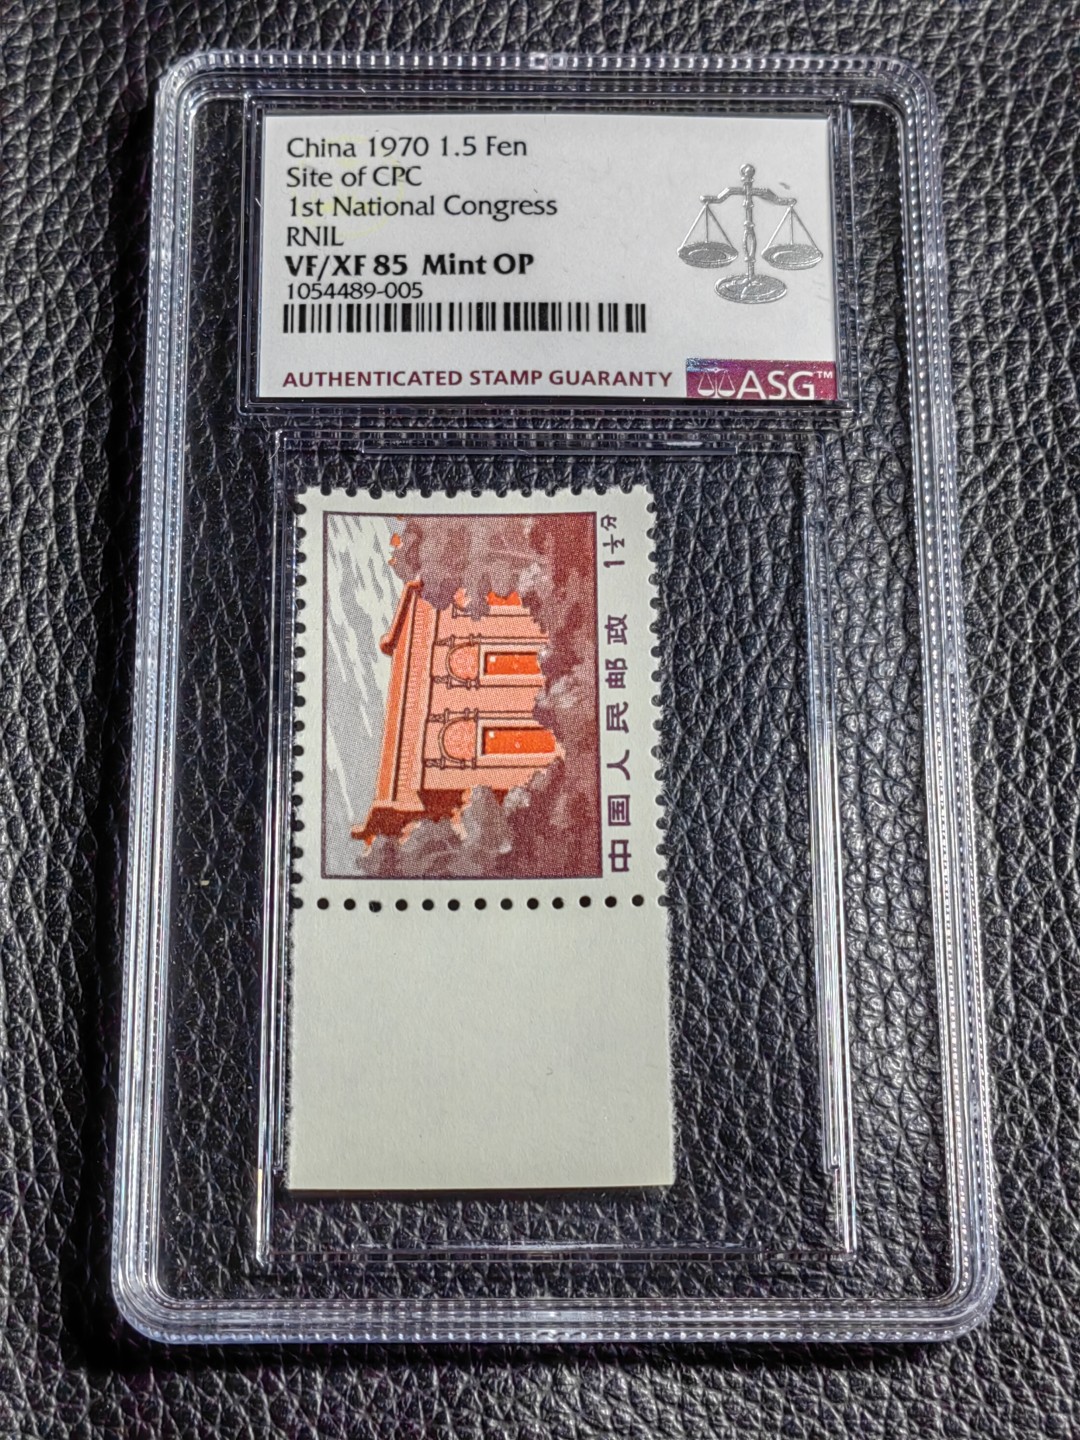 China 1970 1.5 Fen
Site of CPC
1st National Congress
RNIL
VF/XF 85 Mint OP
1054489-005
AUTHENTICATED STAMP GUARANTY
ASG™
中国人民邮政 1½分